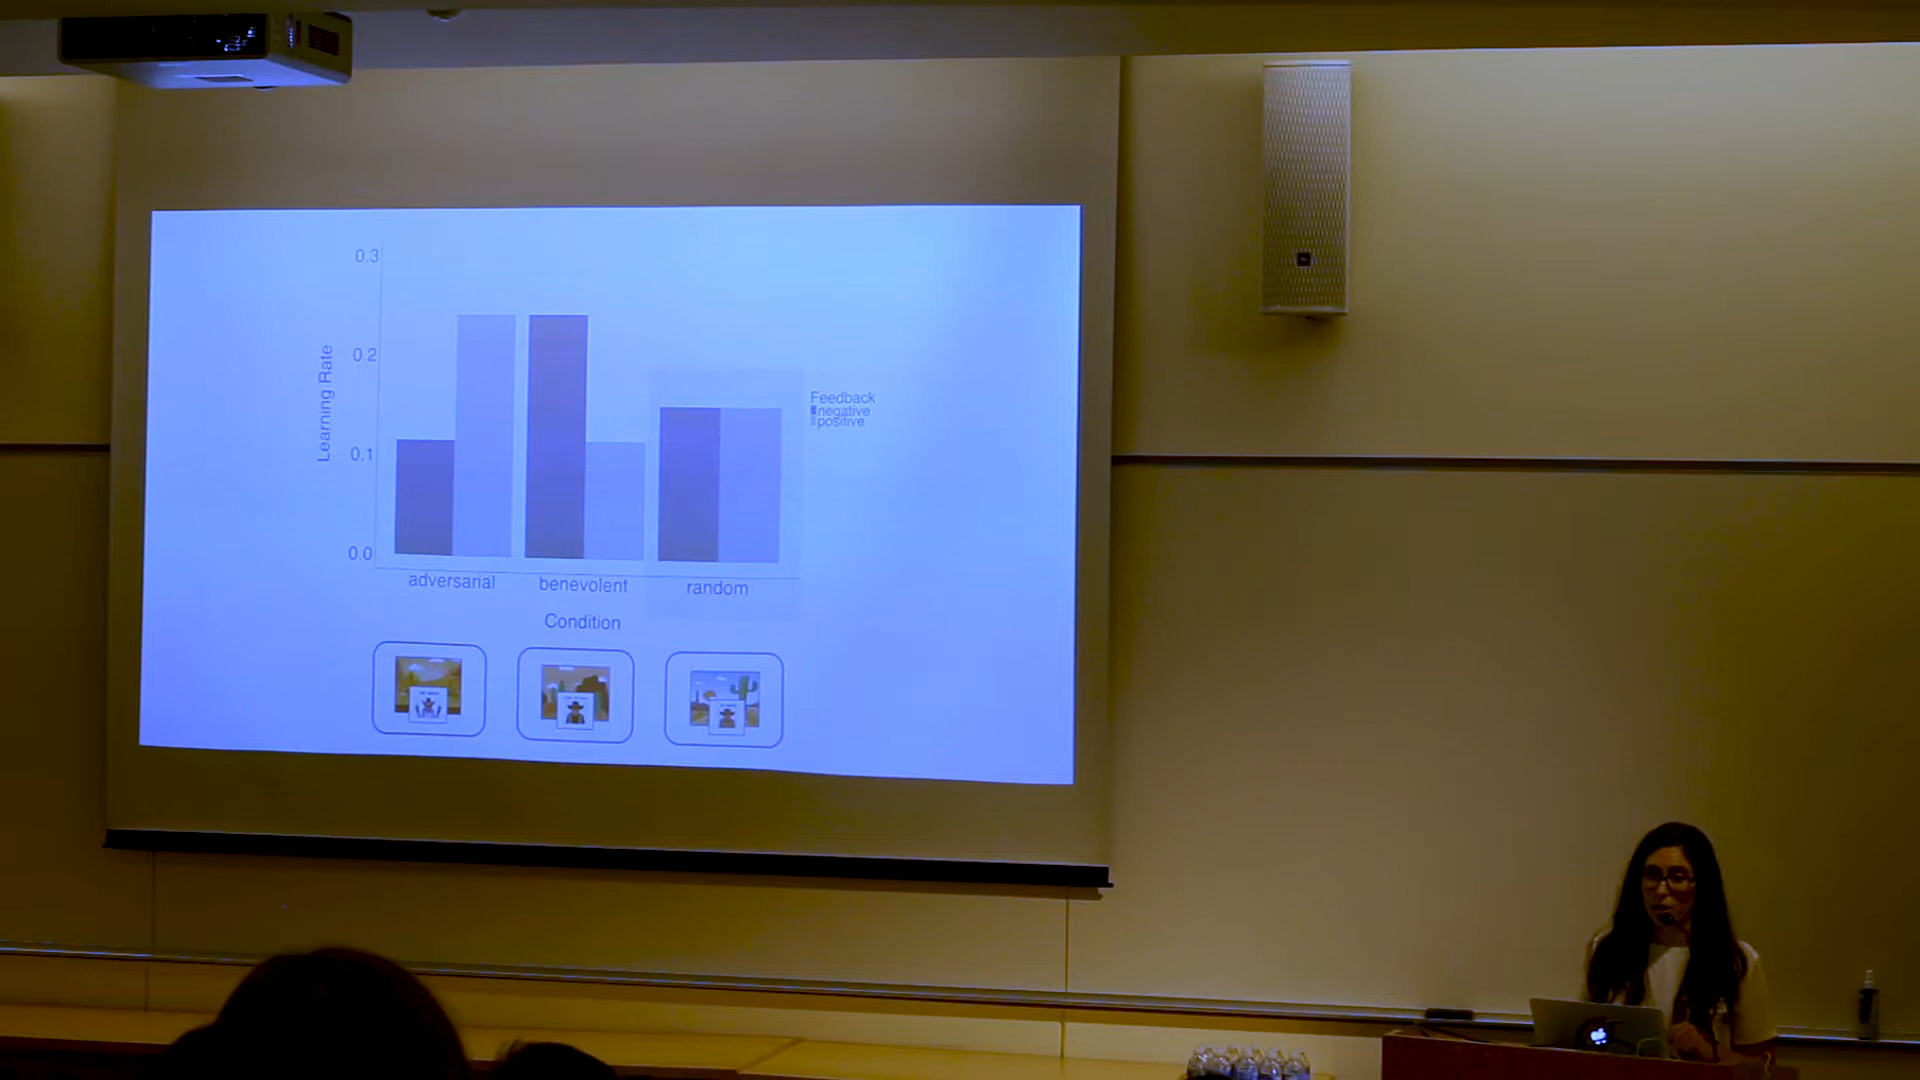 0.3
0.2
0.1
0.0
Learning Rate
Feedback
negative
positive
adversarial
benevolent
random
Condition